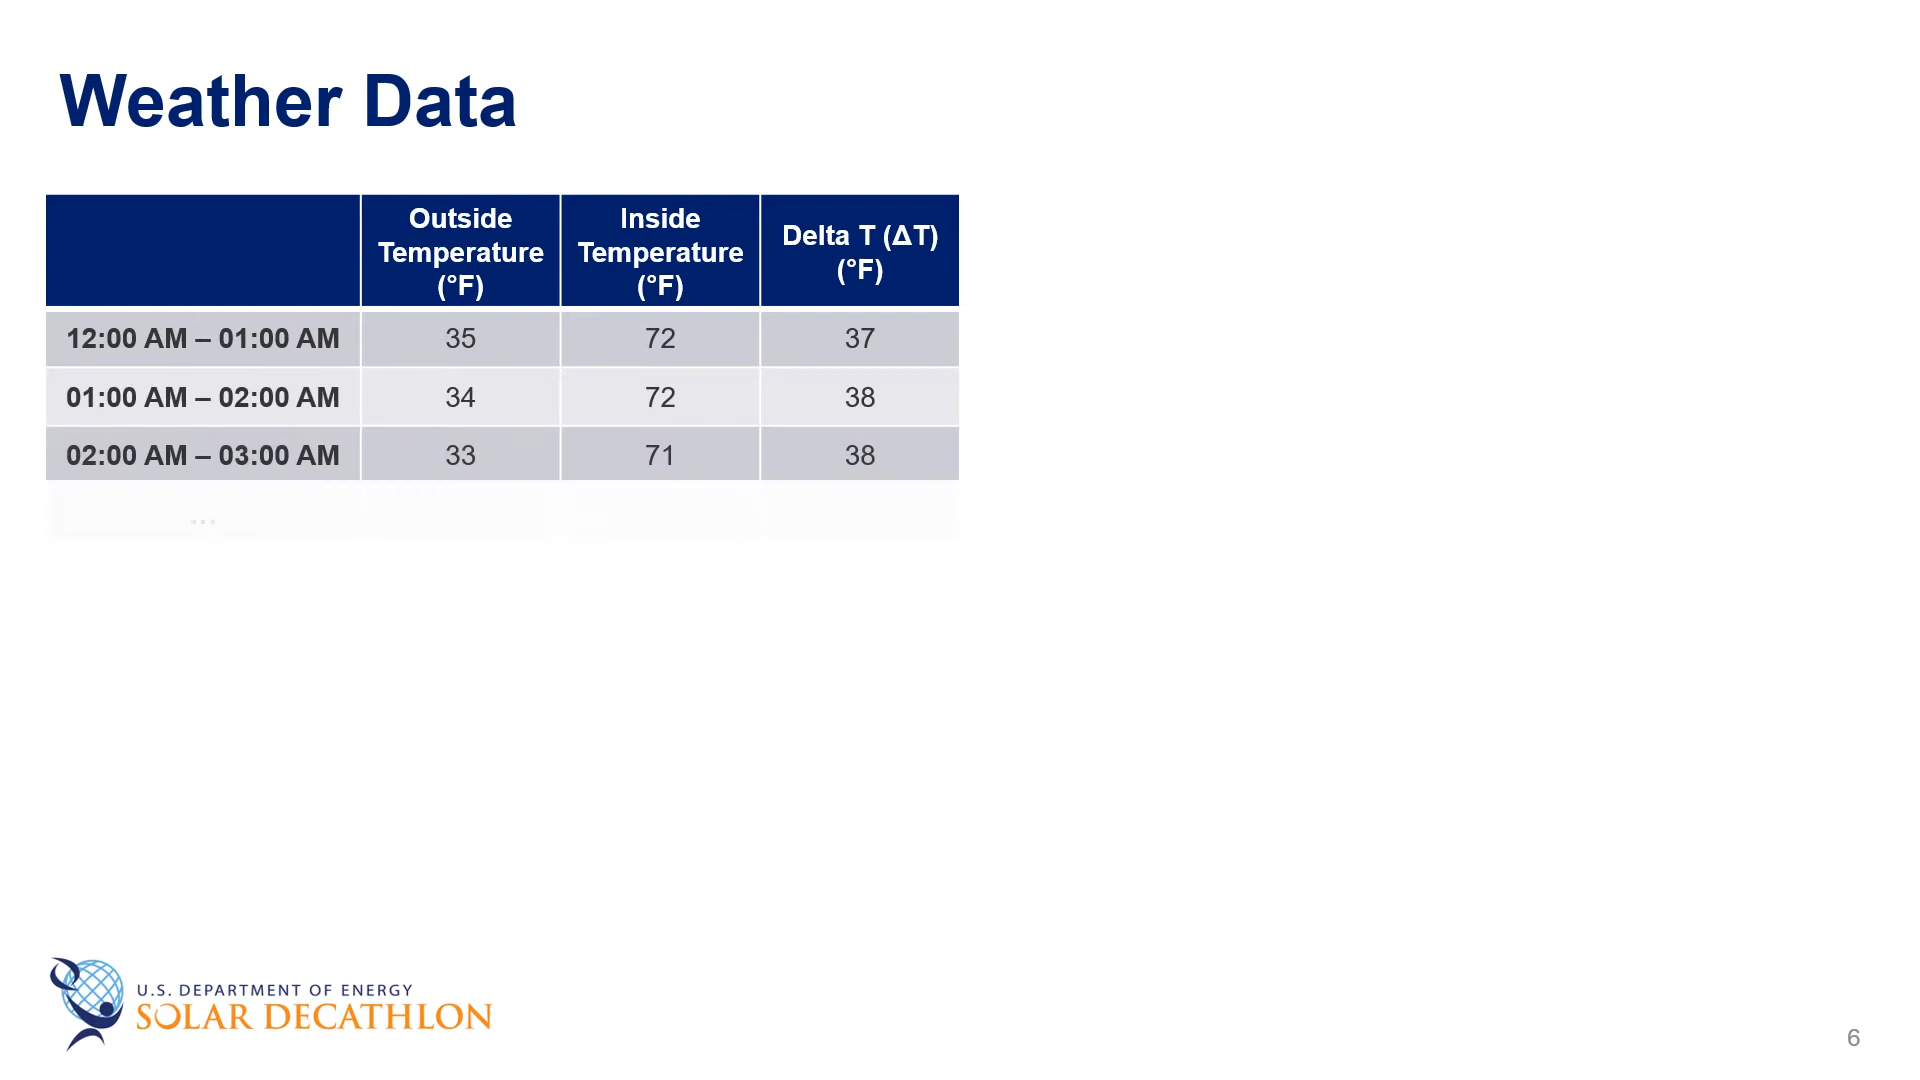 Weather Data
Outside Temperature (°F) Inside Temperature (°F) Delta T (ΔT) (°F)
12:00 AM – 01:00 AM 35 72 37
01:00 AM – 02:00 AM 34 72 38
02:00 AM – 03:00 AM 33 71 38
...
U.S. DEPARTMENT OF ENERGY
SOLAR DECATHLON
6